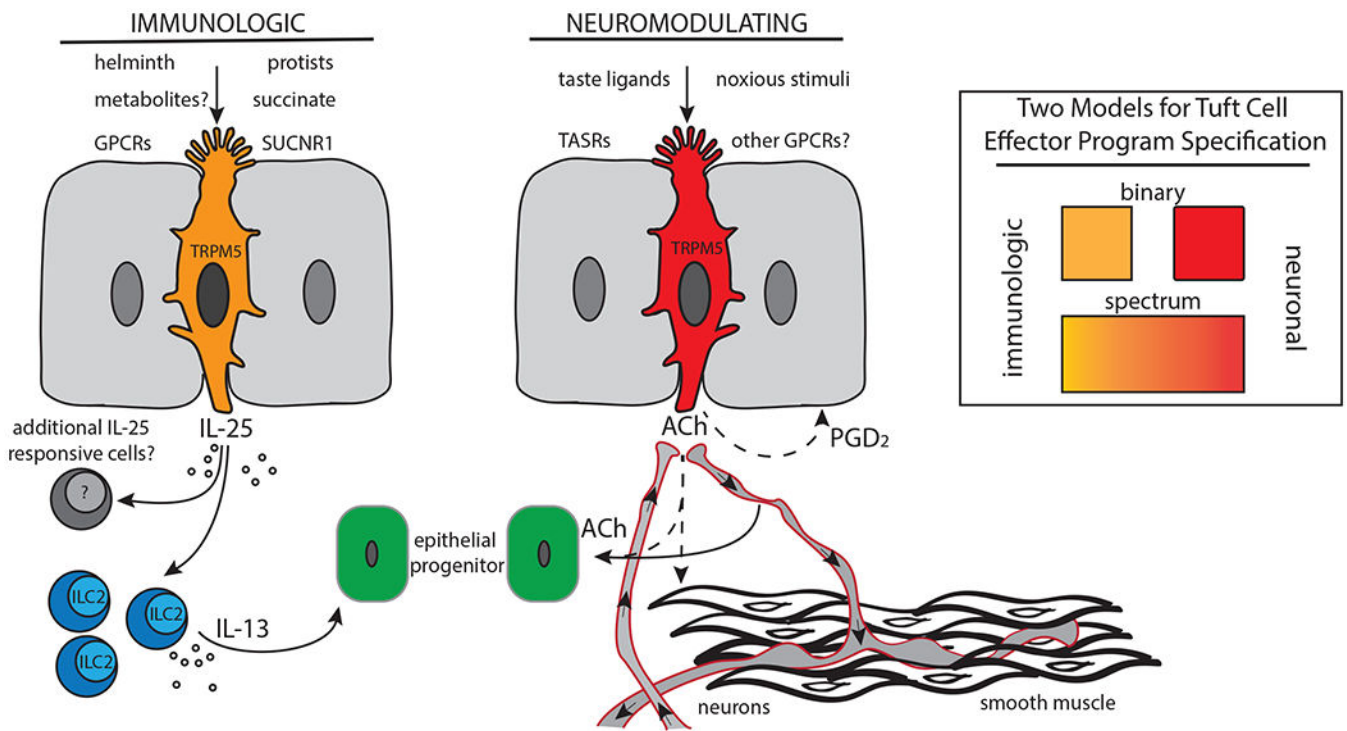 IMMUNOLOGIC
helminth
protists
metabolites?
succinate
GPCRs
SUCNR1
TRPM5
IL-25
additional IL-25
responsive cells?
?
ILC2
ILC2
ILC2
IL-13
epithelial
progenitor
NEUROMODULATING
taste ligands
noxious stimuli
TASRs
other GPCRs?
TRPM5
ACh
PGD2
ACh
neurons
smooth muscle
Two Models for Tuft Cell
Effector Program Specification
binary
immunologic
neuronal
spectrum